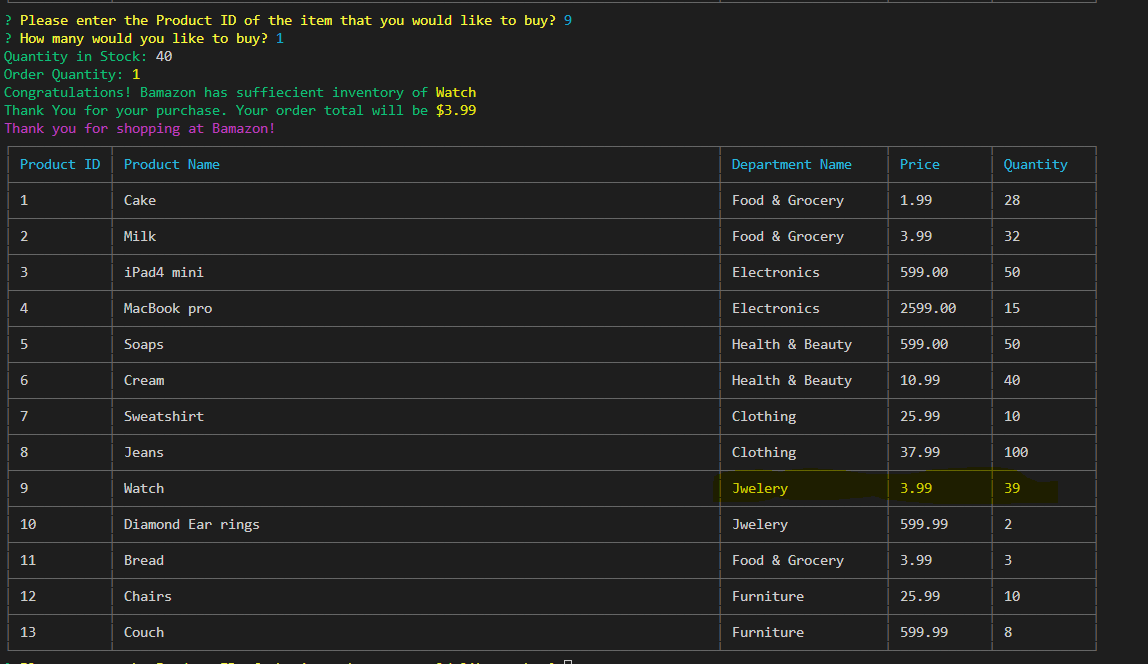 ? Please enter the Product ID of the item that you would like to buy? 9
? How many would you like to buy? 1
Quantity in Stock: 40
Order Quantity: 1
Congratulations! Bamazon has suffiecient inventory of Watch
Thank You for your purchase. Your order total will be $3.99
Thank you for shopping at Bamazon!
Product ID Product Name Department Name Price Quantity
1 Cake Food & Grocery 1.99 28
2 Milk Food & Grocery 3.99 32
3 iPad4 mini Electronics 599.00 50
4 MacBook pro Electronics 2599.00 15
5 Soaps Health & Beauty 599.00 50
6 Cream Health & Beauty 10.99 40
7 Sweatshirt Clothing 25.99 10
8 Jeans Clothing 37.99 100
9 Watch Jwelery 3.99 39
10 Diamond Ear rings Jwelery 599.99 2
11 Bread Food & Grocery 3.99 3
12 Chairs Furniture 25.99 10
13 Couch Furniture 599.99 8